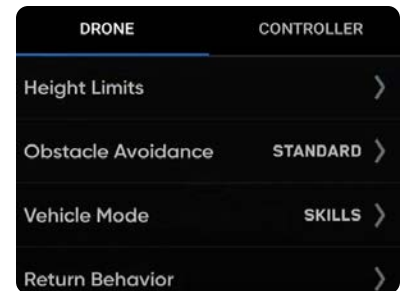 DRONE CONTROLLER
Height Limits
Obstacle Avoidance STANDARD
Vehicle Mode SKILLS
Return Behavior